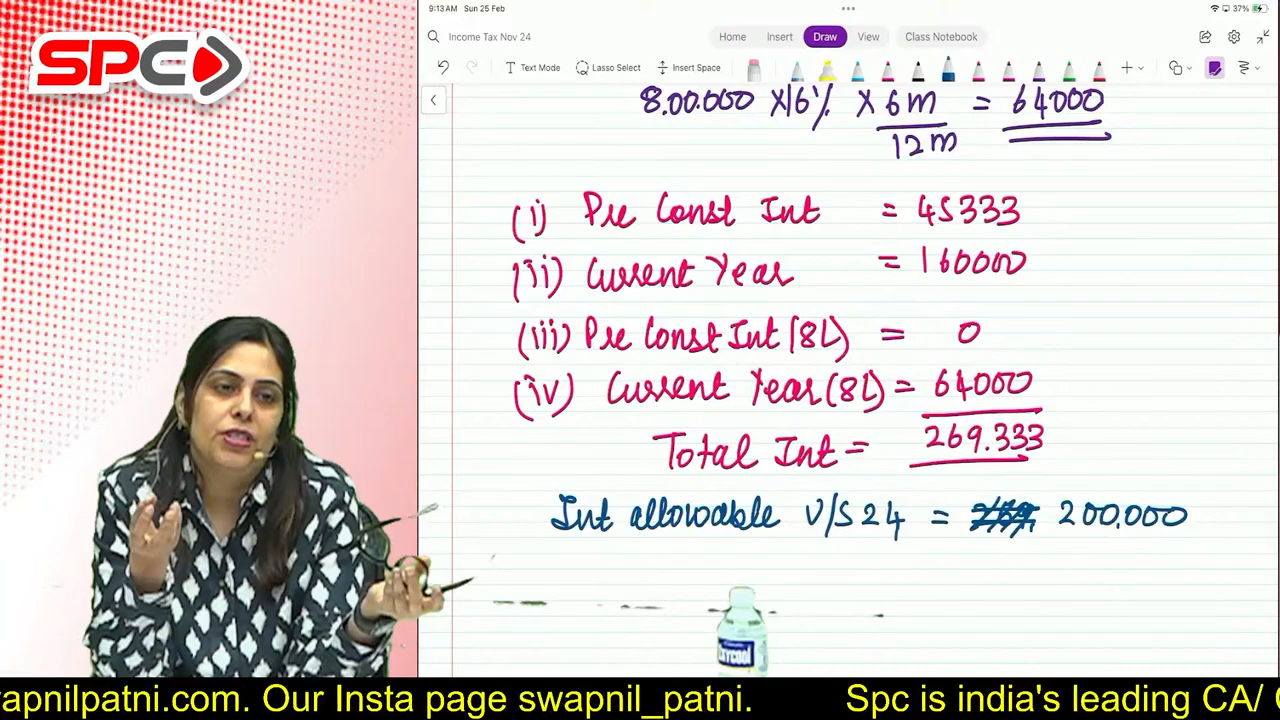 9:13 AM Sun 25 Feb
37%
SPC
Income Tax Nov 24
Home Insert Draw View Class Notebook
Text Mode Lasso Select Insert Space
8.00.000 X16% X 6m = 64000
12m
(i) Pre Const Int = 45333
(ii) Current Year = 160000
(iii) Pre Const Int (8L) = 0
(iv) Current Year (8L) = 64000
Total Int = 269.333
Int allowable U/S 24 = 200.000
swapnilpatni.com. Our Insta page swapnil_patni. Spc is india's leading CA/